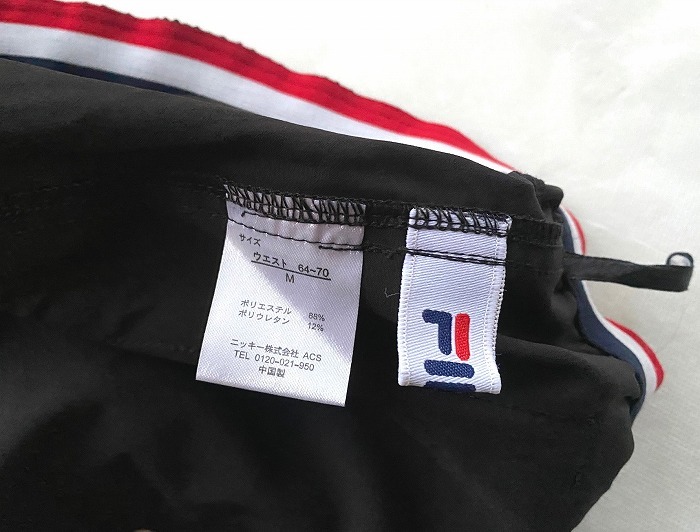 サイズ
ウエスト 64~70
M
ポリエステル 88%
ポリウレタン 12%
ニッキー株式会社 ACS
TEL 0120-021-950
中国製
FI